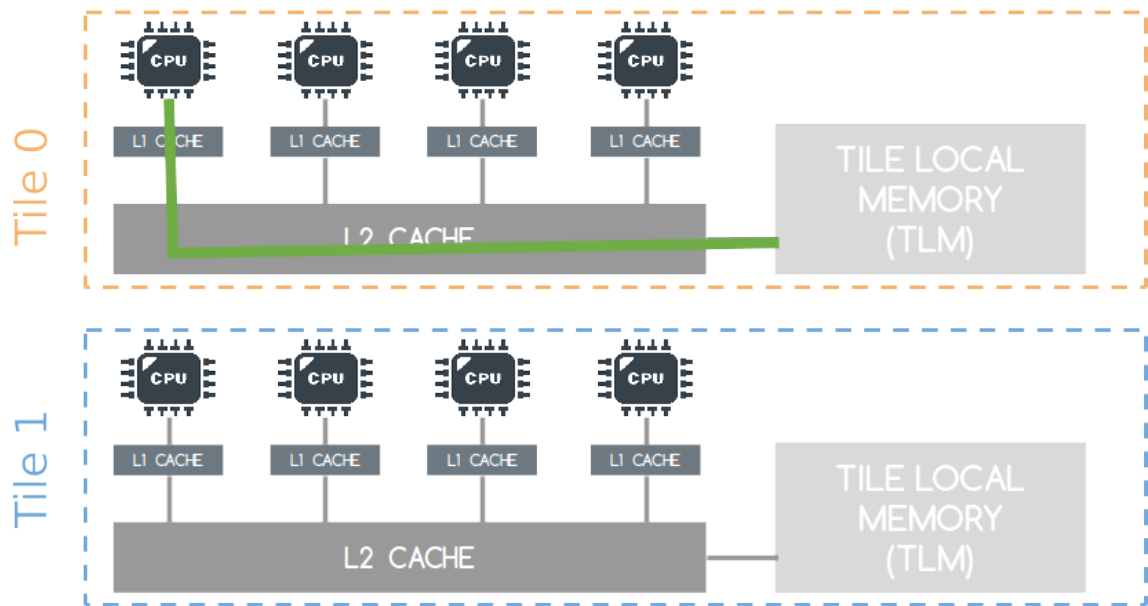 Tile 0
CPU CPU CPU CPU
L1 CACHE L1 CACHE L1 CACHE L1 CACHE
L2 CACHE
TILE LOCAL
MEMORY
(TLM)
Tile 1
CPU CPU CPU CPU
L1 CACHE L1 CACHE L1 CACHE L1 CACHE
L2 CACHE
TILE LOCAL
MEMORY
(TLM)